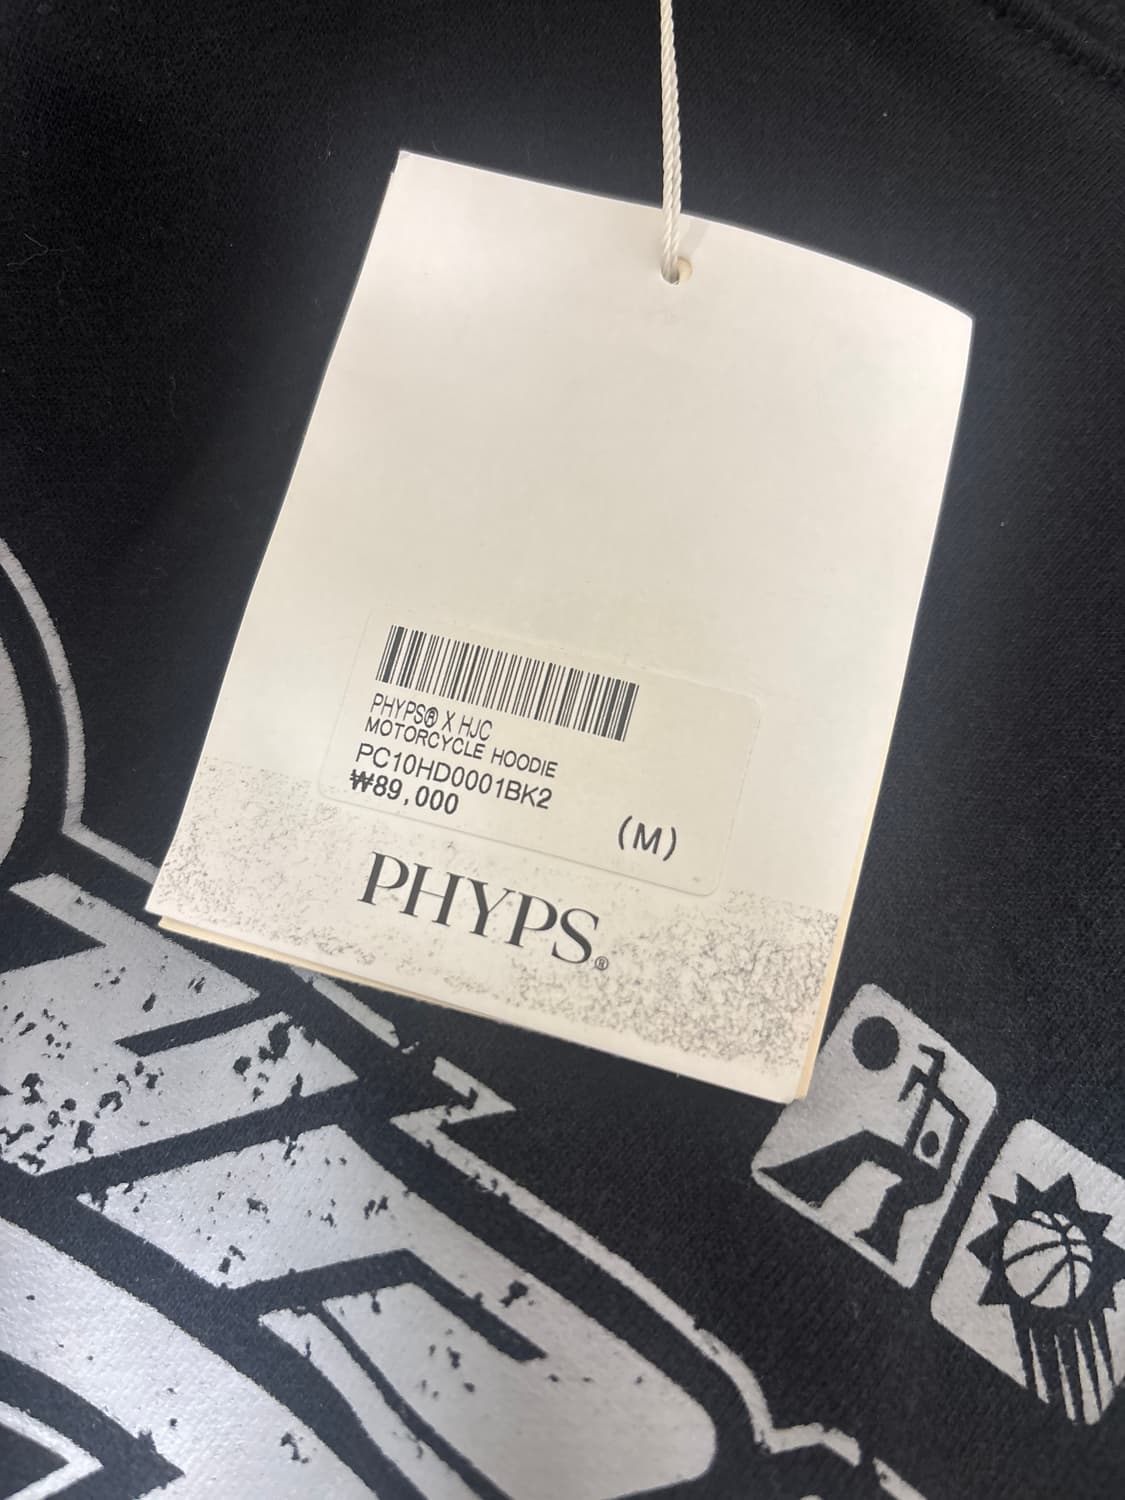 PHYPS® X HJC
MOTORCYCLE HOODIE
PC10HD0001BK2
₩89,000
(M)
PHYPS®